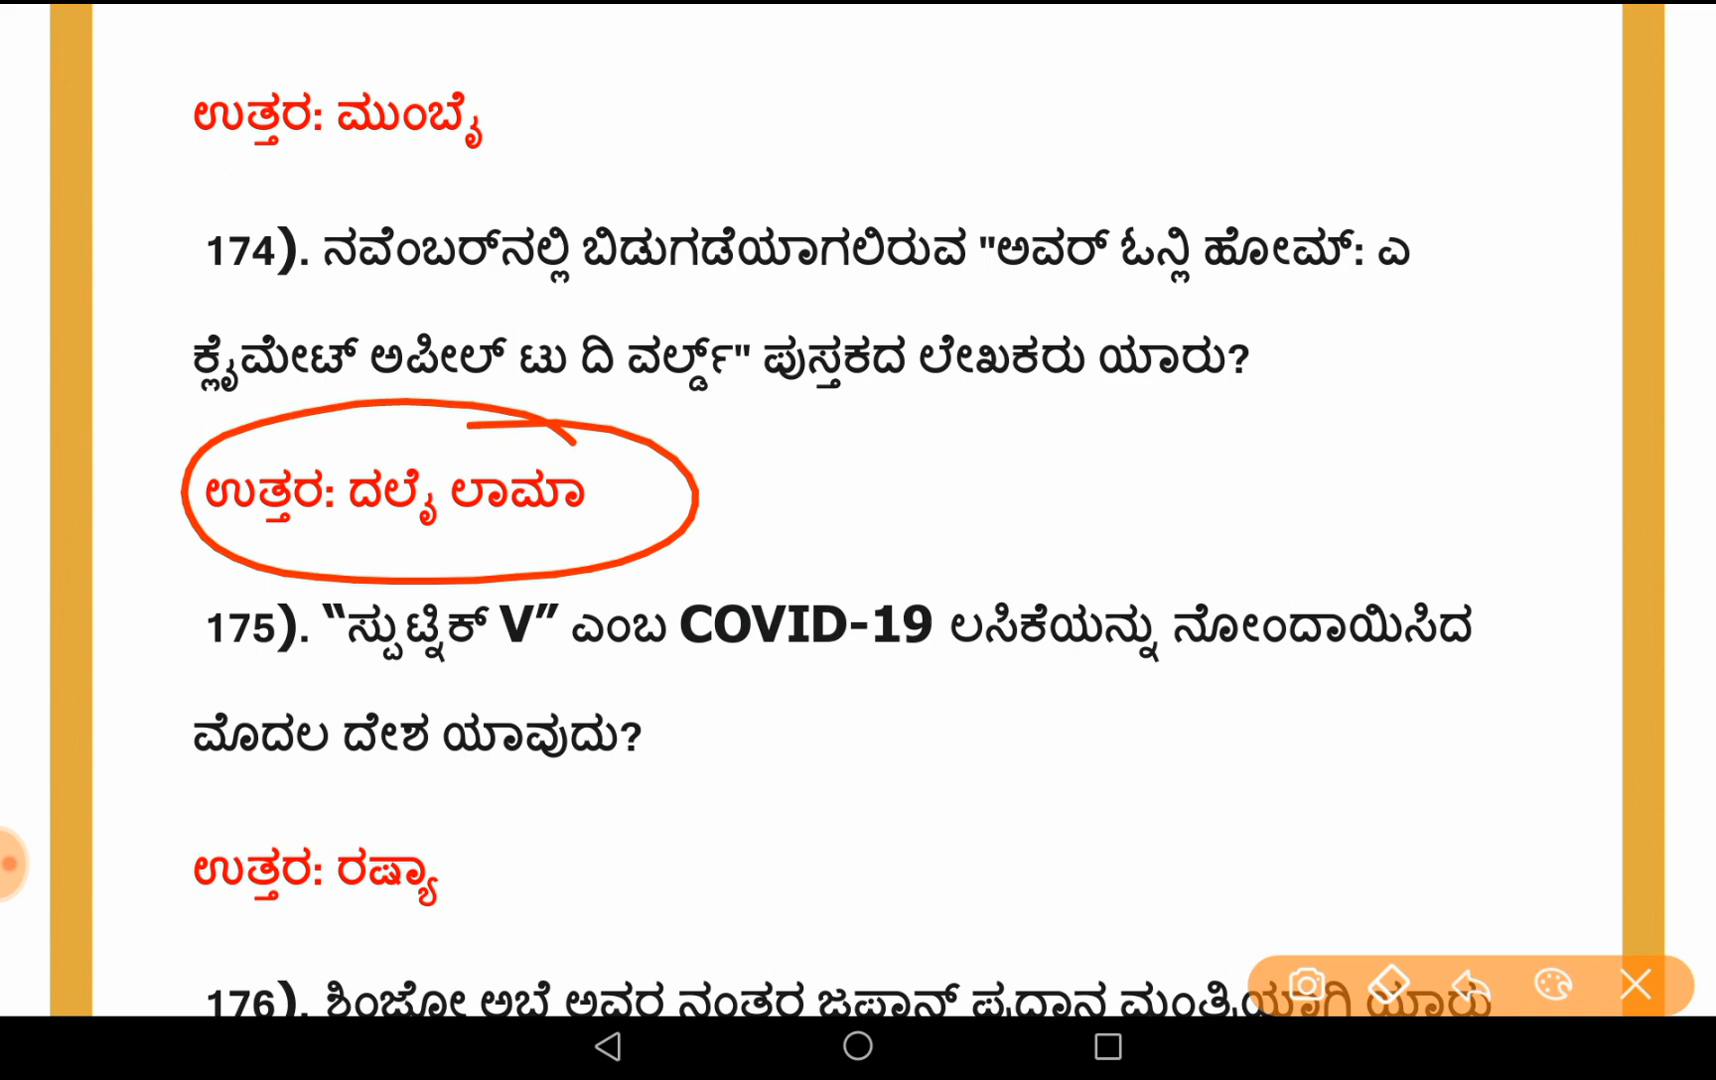 ಉತ್ತರ: ಮುಂಬೈ
174). ನವೆಂಬರ್‌ನಲ್ಲಿ ಬಿಡುಗಡೆಯಾಗಲಿರುವ "ಅವರ್ ಓನ್ಲಿ ಹೋಮ್: ಎ
ಕ್ಲೈಮೇಟ್ ಅಪೀಲ್ ಟು ದಿ ವರ್ಲ್ಡ್" ಪುಸ್ತಕದ ಲೇಖಕರು ಯಾರು?
ಉತ್ತರ: ದಲೈ ಲಾಮಾ
175). “ಸ್ಪುಟ್ನಿಕ್ V” ಎಂಬ COVID-19 ಲಸಿಕೆಯನ್ನು ನೋಂದಾಯಿಸಿದ
ಮೊದಲ ದೇಶ ಯಾವುದು?
ಉತ್ತರ: ರಷ್ಯಾ
176). ಶಿಂಜೋ ಅಬೆ ಅವರ ನಂತರ ಜಪಾನ್ ಪ್ರಧಾನ ಮಂತ್ರಿಯಾಗಿ ಯಾರು